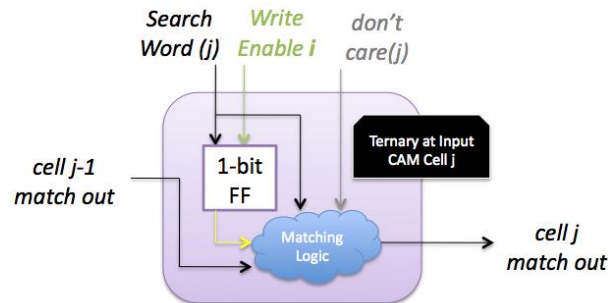 Search
Word (j)
Write
Enable i
don't
care(j)
Ternary at Input
CAM Cell j
cell j-1
match out
1-bit
FF
Matching
Logic
cell j
match out